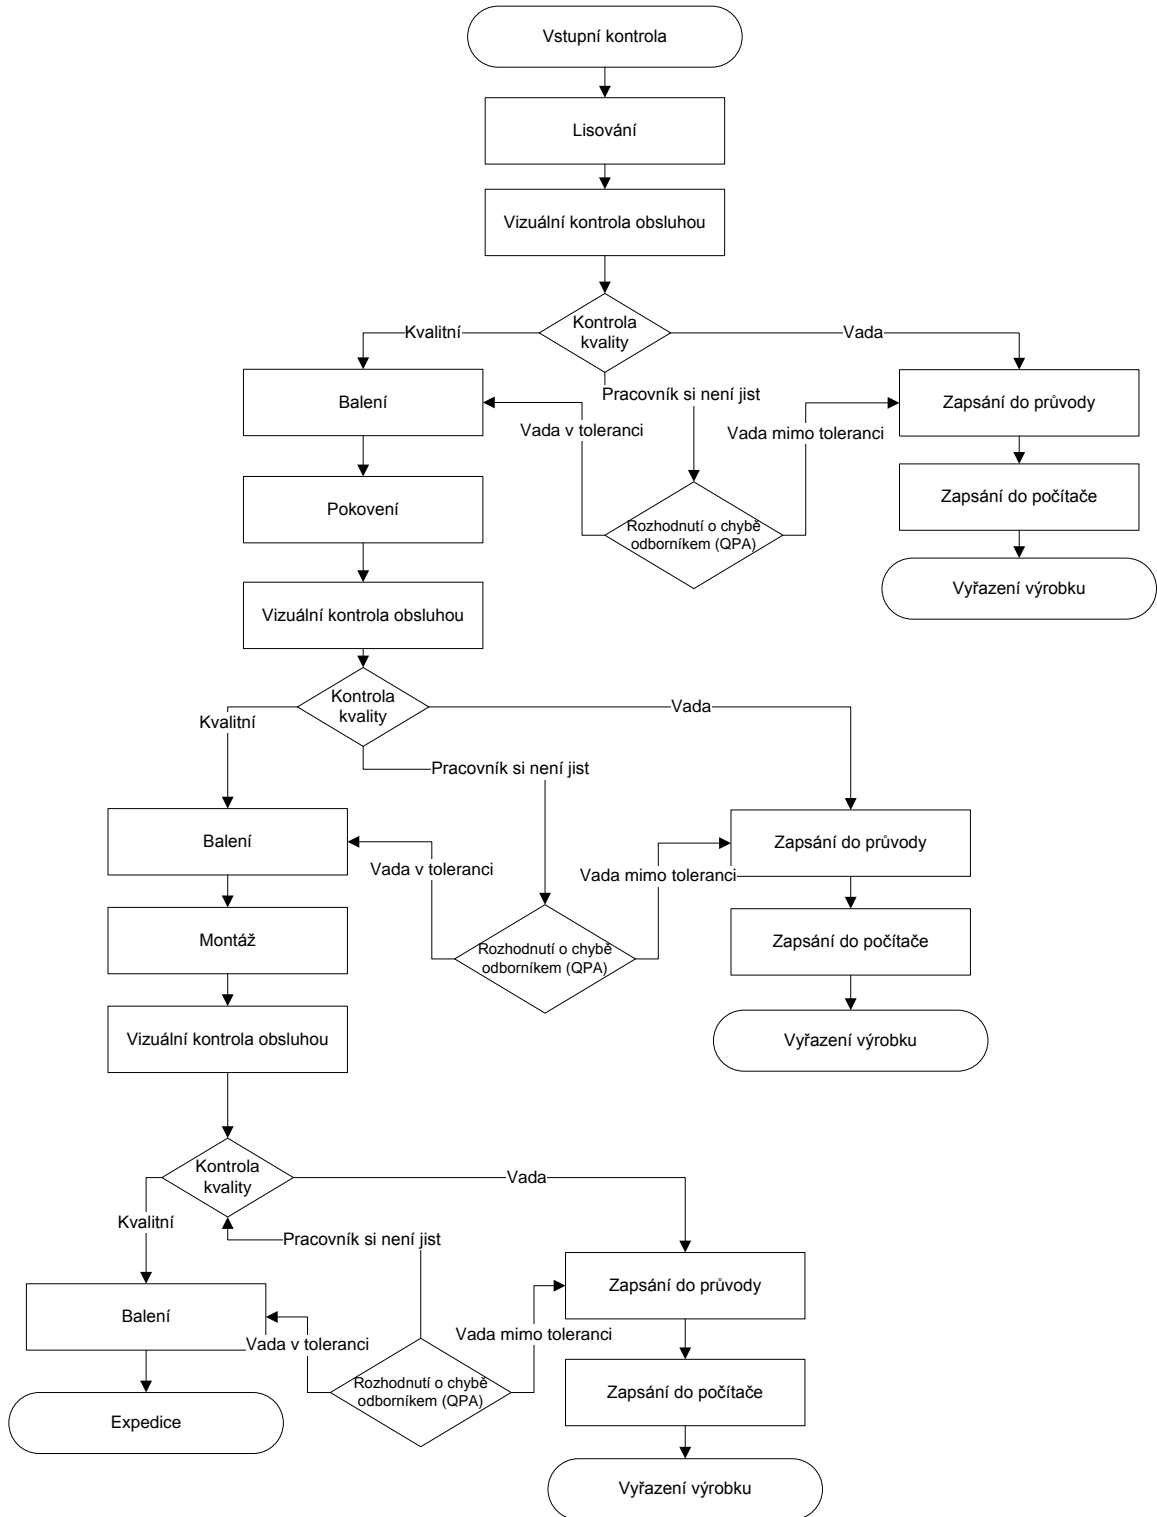 Vstupní kontrola
Lisování
Vizuální kontrola obsluhou
Kontrola
kvality
Kvalitní
Vada
Balení
Pracovník si není jist
Zapsání do průvody
Vada v toleranci
Vada mimo toleranci
Pokovení
Zapsání do počítače
Rozhodnutí o chybě
odborníkem (QPA)
Vyřazení výrobku
Vizuální kontrola obsluhou
Kontrola
kvality
Kvalitní
Vada
Pracovník si není jist
Balení
Zapsání do průvody
Vada v toleranci
Vada mimo toleranci
Montáž
Zapsání do počítače
Rozhodnutí o chybě
odborníkem (QPA)
Vizuální kontrola obsluhou
Vyřazení výrobku
Kontrola
kvality
Vada
Kvalitní
Pracovník si není jist
Zapsání do průvody
Balení
Vada v toleranci
Vada mimo toleranci
Rozhodnutí o chybě
odborníkem (QPA)
Zapsání do počítače
Expedice
Vyřazení výrobku